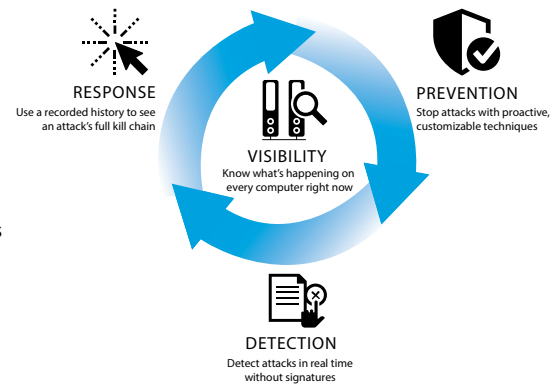 RESPONSE
Use a recorded history to see
an attack's full kill chain
PREVENTION
Stop attacks with proactive,
customizable techniques
VISIBILITY
Know what's happening on
every computer right now
s
DETECTION
Detect attacks in real time
without signatures